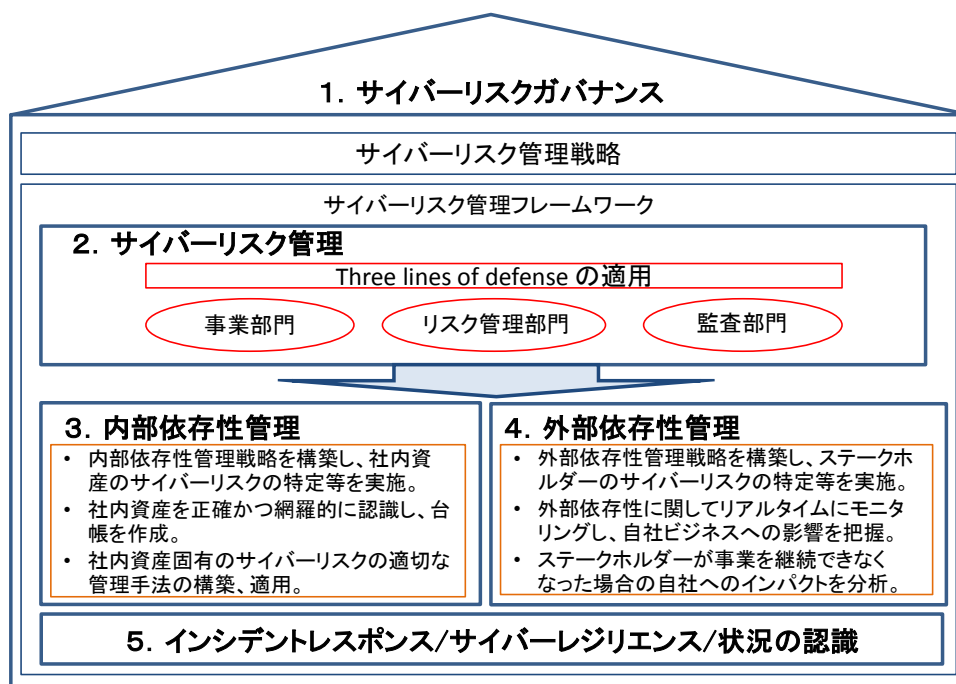 1．サイバーリスクガバナンス
サイバーリスク管理戦略
サイバーリスク管理フレームワーク
2．サイバーリスク管理
Three lines of defense の適用
事業部門
リスク管理部門
監査部門
3．内部依存性管理
• 内部依存性管理戦略を構築し、社内資
産のサイバーリスクの特定等を実施。
• 社内資産を正確かつ網羅的に認識し、台
帳を作成。
• 社内資産固有のサイバーリスクの適切な
管理手法の構築、適用。
4．外部依存性管理
• 外部依存性管理戦略を構築し、ステークホ
ルダーのサイバーリスクの特定等を実施。
• 外部依存性に関してリアルタイムにモニタ
リングし、自社ビジネスへの影響を把握。
• ステークホルダーが事業を継続できなく
なった場合の自社へのインパクトを分析。
5．インシデントレスポンス/サイバーレジリエンス/状況の認識